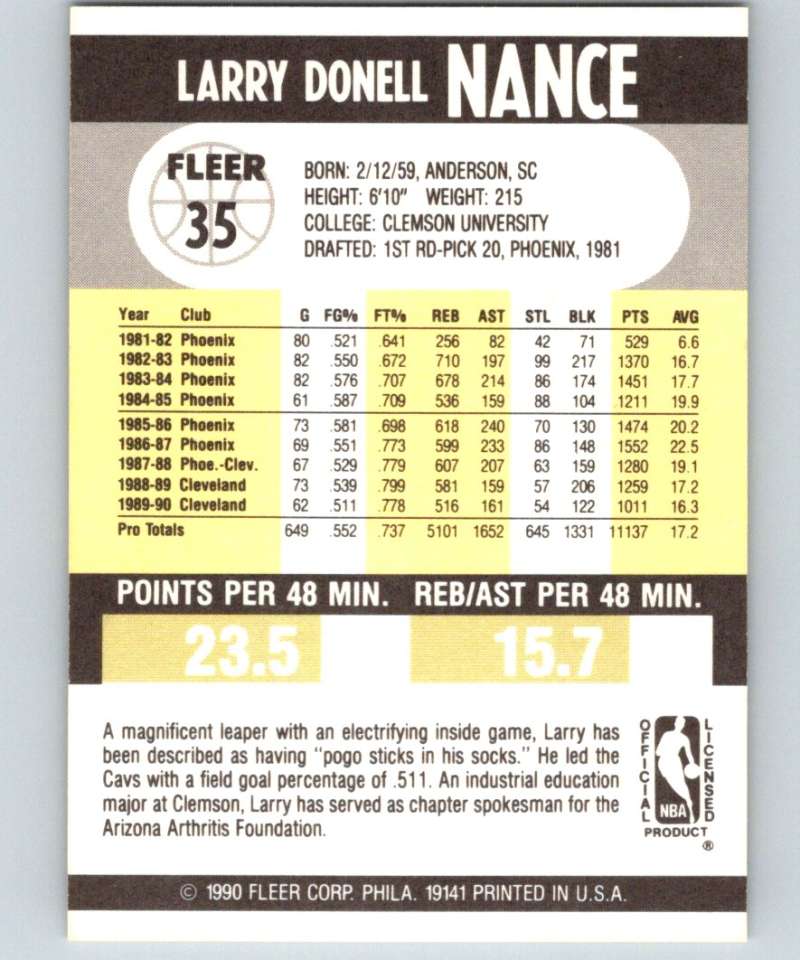 LARRY DONELL NANCE
FLEER
35
BORN: 2/12/59, ANDERSON, SC
HEIGHT: 6'10" WEIGHT: 215
COLLEGE: CLEMSON UNIVERSITY
DRAFTED: 1ST RD-PICK 20, PHOENIX, 1981
Year Club G FG% FT% REB AST STL BLK PTS AVG
1981-82 Phoenix 80 .521 .641 256 82 42 71 529 6.6
1982-83 Phoenix 82 .550 .672 710 197 99 217 1370 16.7
1983-84 Phoenix 82 .576 .707 678 214 86 174 1451 17.7
1984-85 Phoenix 61 .587 .709 536 159 88 104 1211 19.9
1985-86 Phoenix 73 .581 .698 618 240 70 130 1474 20.2
1986-87 Phoenix 69 .551 .773 599 233 86 148 1552 22.5
1987-88 Phoe.-Clev. 67 .529 .779 607 207 63 159 1280 19.1
1988-89 Cleveland 73 .539 .799 581 159 57 206 1259 17.2
1989-90 Cleveland 62 .511 .778 516 161 54 122 1011 16.3
Pro Totals 649 .552 .737 5101 1652 645 1331 11137 17.2
POINTS PER 48 MIN. REB/AST PER 48 MIN.
23.5 15.7
A magnificent leaper with an electrifying inside game, Larry has
been described as having "pogo sticks in his socks." He led the
Cavs with a field goal percentage of .511. An industrial education
major at Clemson, Larry has served as chapter spokesman for the
Arizona Arthritis Foundation.
OFFICIAL
NBA
LICENSED
PRODUCT
®
© 1990 FLEER CORP. PHILA. 19141 PRINTED IN U.S.A.